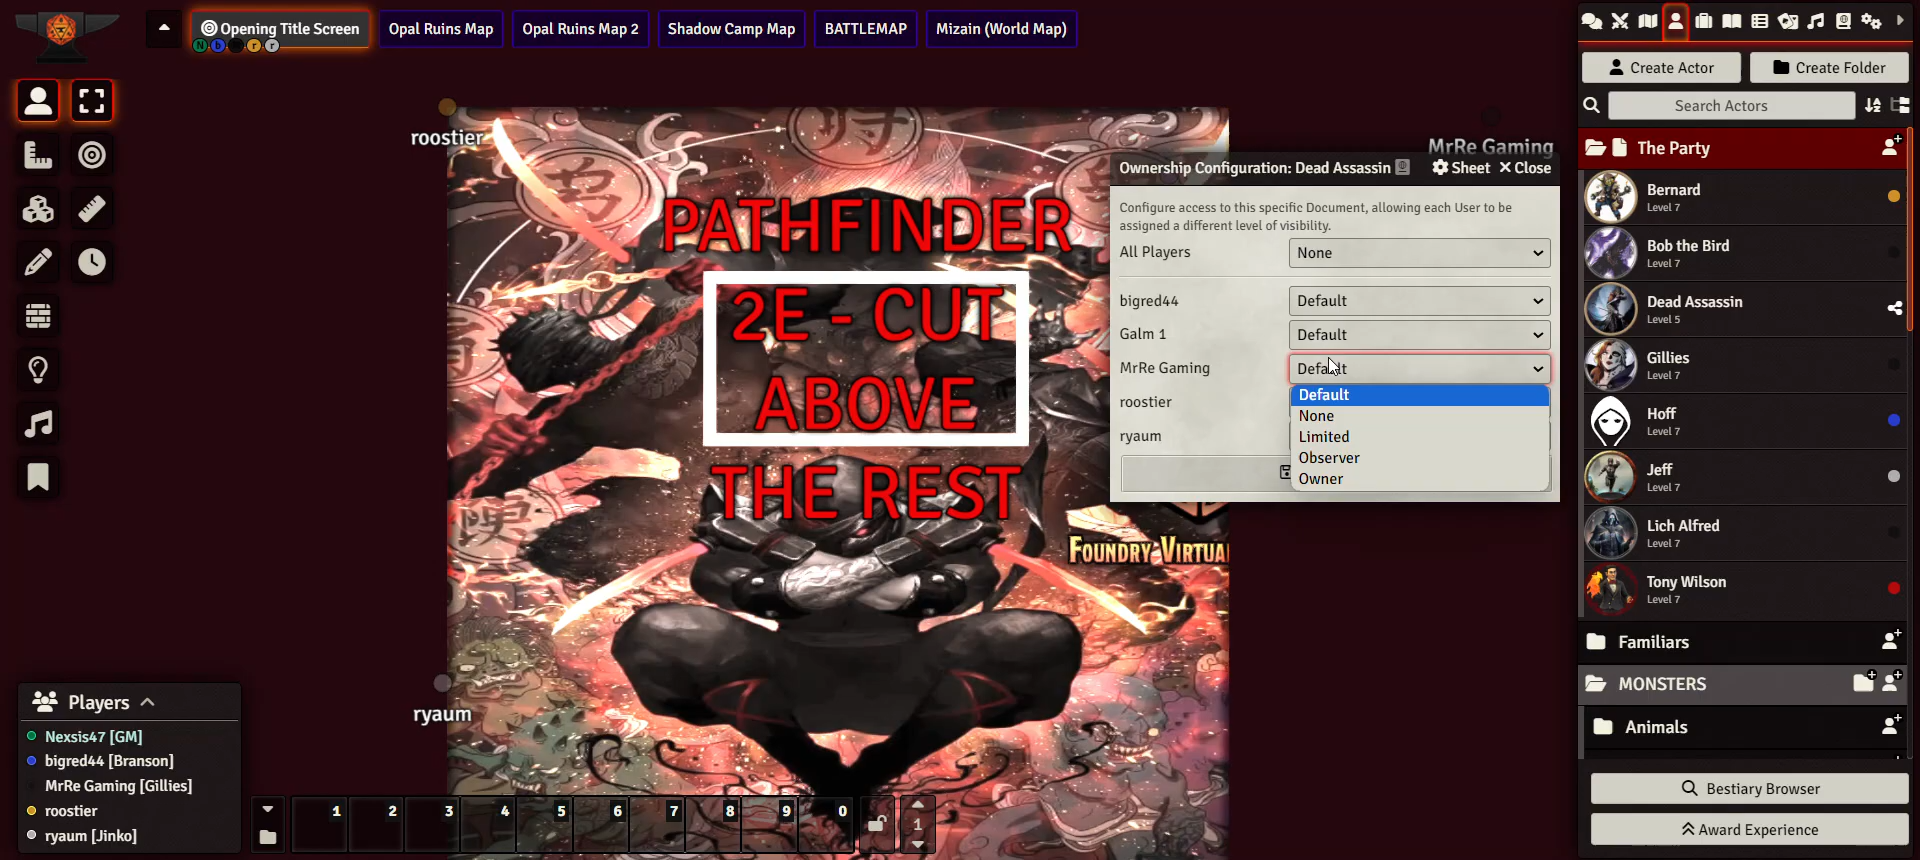 Opening Title Screen
N b r r
Opal Ruins Map
Opal Ruins Map 2
Shadow Camp Map
BATTLEMAP
Mizain (World Map)
roostier
MrRe Gaming
PATHFINDER
2E - CUT
ABOVE
THE REST
FOUNDRY VIRTUAL
ryaum
Ownership Configuration: Dead Assassin
Sheet
Close
Configure access to this specific Document, allowing each User to be
assigned a different level of visibility.
All Players
None
bigred44
Default
Galm 1
Default
MrRe Gaming
Default
roostier
ryaum
Default
None
Limited
Observer
Owner
Create Actor
Create Folder
Search Actors
The Party
Bernard
Level 7
Bob the Bird
Level 7
Dead Assassin
Level 5
Gillies
Level 7
Hoff
Level 7
Jeff
Level 7
Lich Alfred
Level 7
Tony Wilson
Level 7
Familiars
MONSTERS
Animals
Bestiary Browser
Award Experience
Players
Nexsis47 [GM]
bigred44 [Branson]
MrRe Gaming [Gillies]
roostier
ryaum [Jinko]
1 2 3 4 5 6 7 8 9 0
1